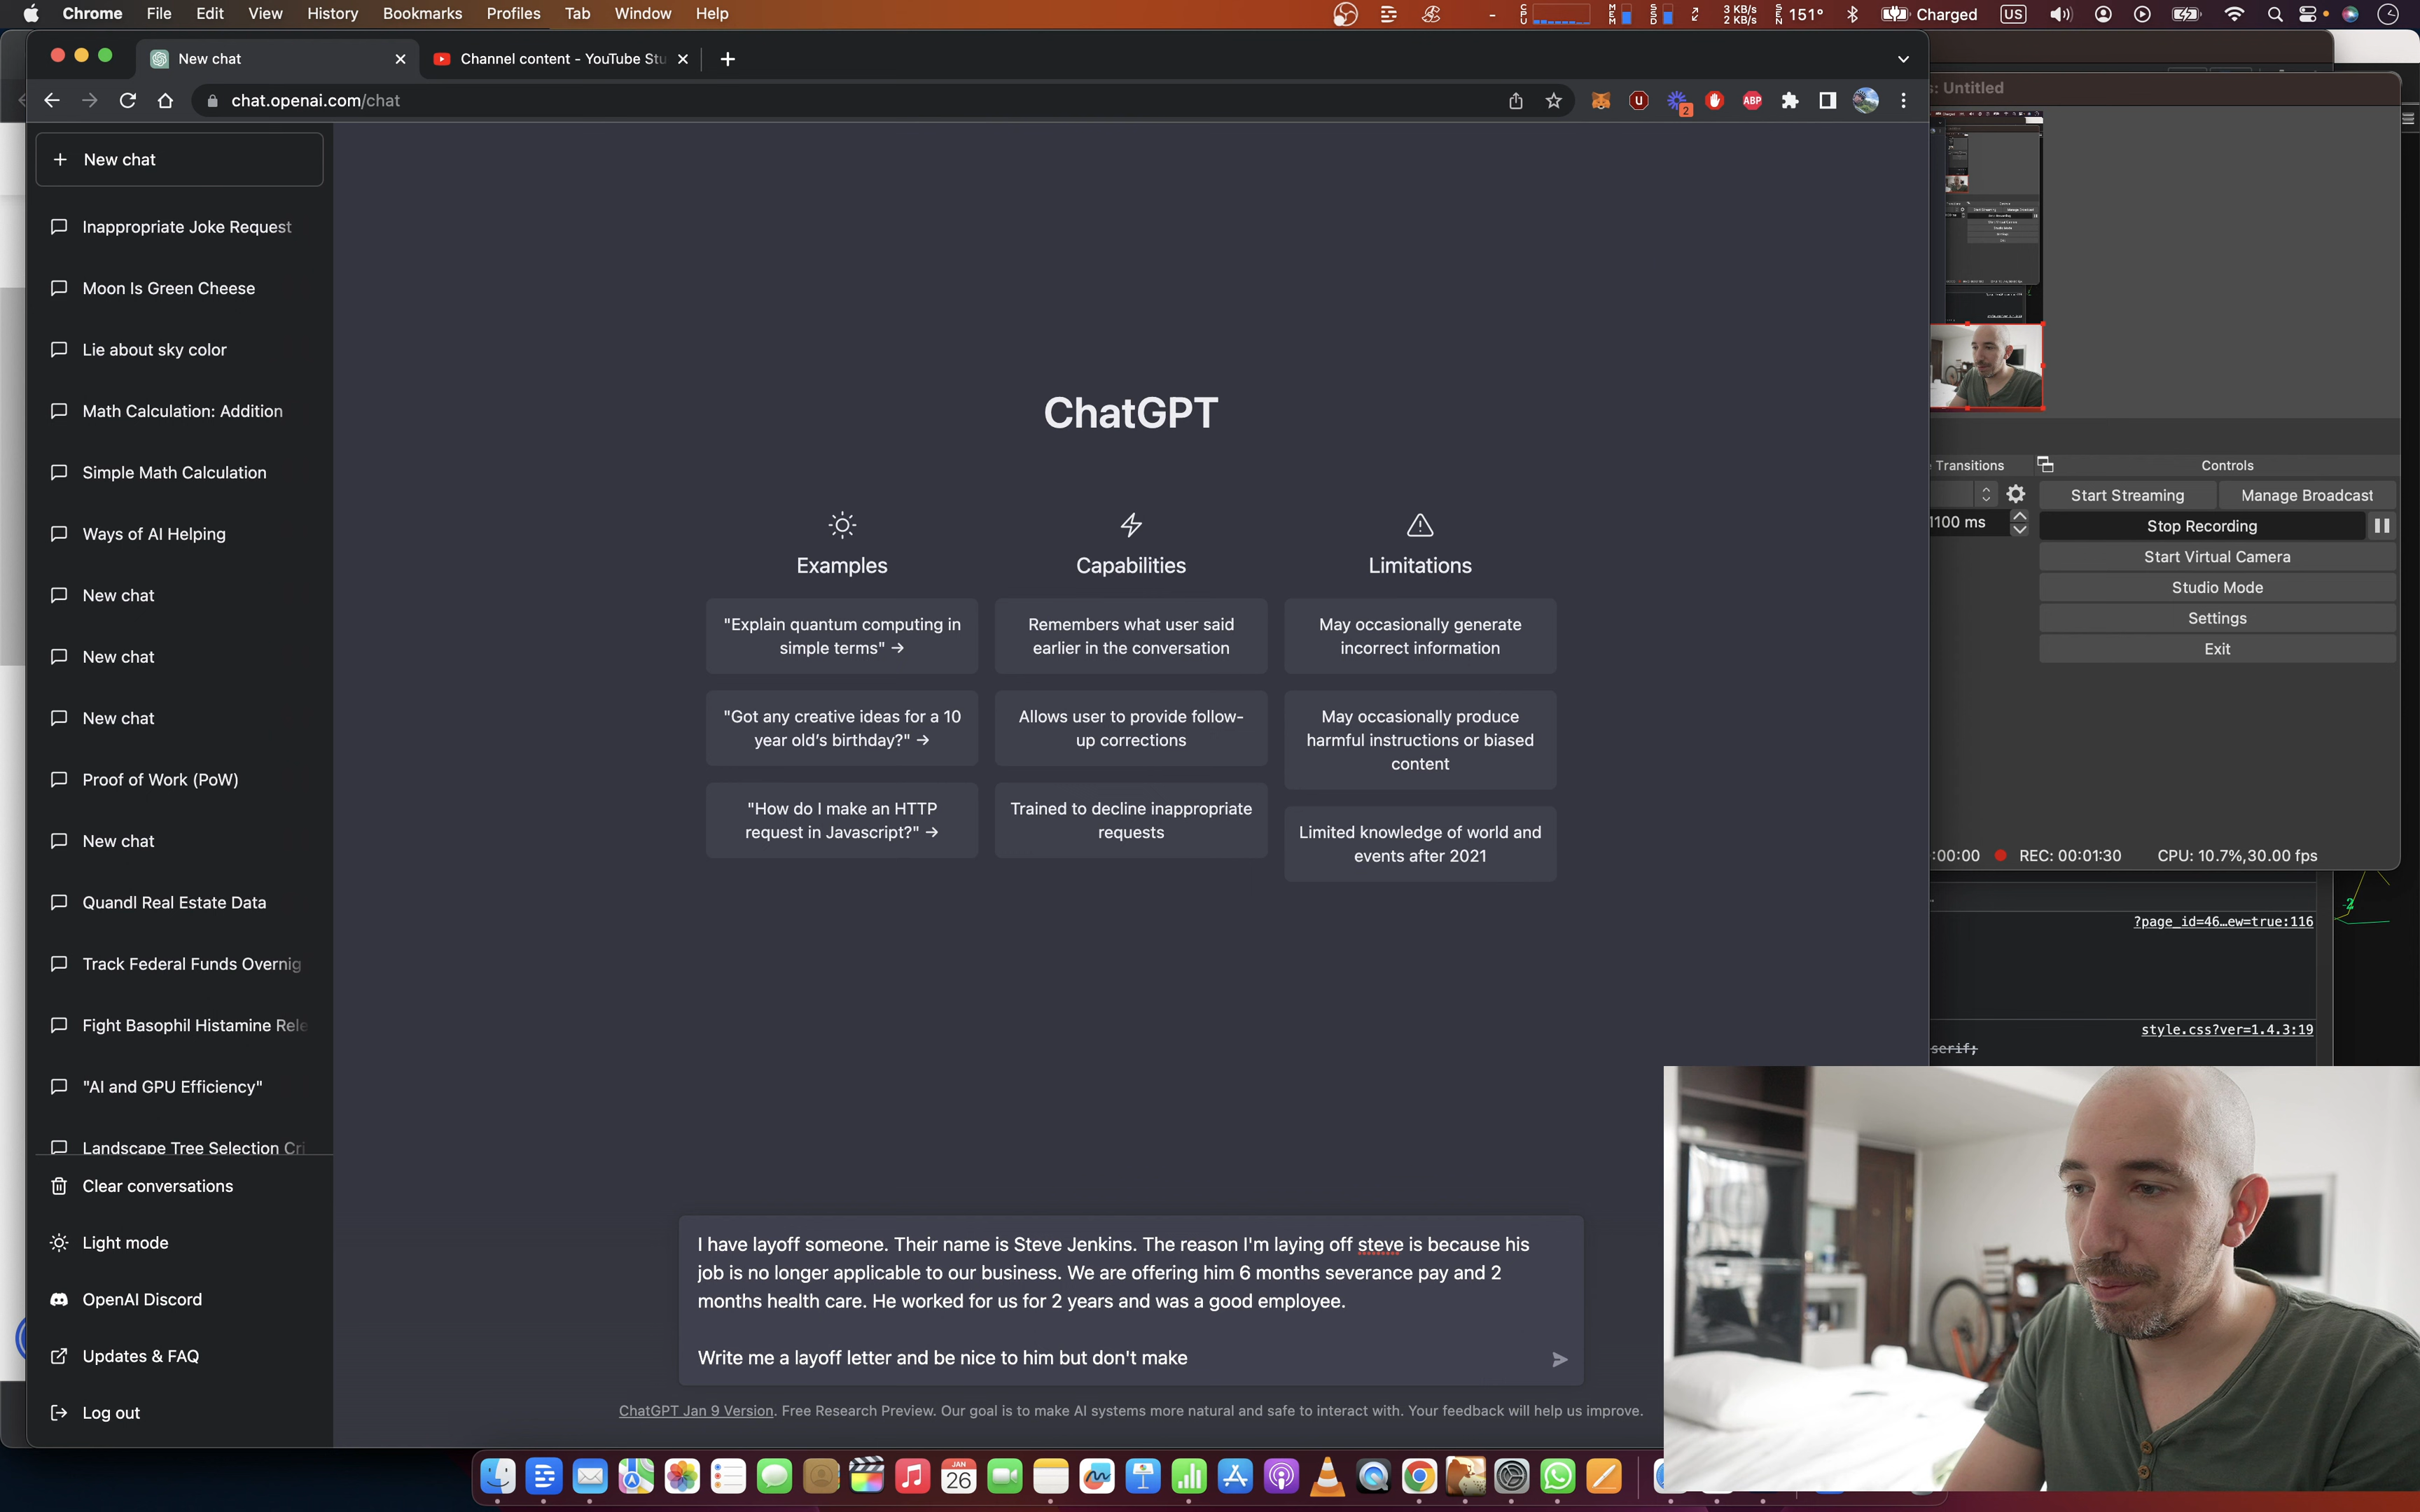 Chrome File Edit View History Bookmarks Profiles Tab Window Help
3 KB/s
2 KB/s
151° Charged US
New chat
Channel content - YouTube Stu
chat.openai.com/chat
2
ABP
: Untitled
New chat
Inappropriate Joke Request
Moon Is Green Cheese
Lie about sky color
Math Calculation: Addition
Simple Math Calculation
Ways of AI Helping
New chat
New chat
New chat
Proof of Work (PoW)
New chat
Quandl Real Estate Data
Track Federal Funds Overnig
Fight Basophil Histamine Rele
"AI and GPU Efficiency"
Landscape Tree Selection Cri
Clear conversations
Light mode
OpenAI Discord
Updates & FAQ
Log out
ChatGPT
Examples
"Explain quantum computing in
simple terms" →
"Got any creative ideas for a 10
year old's birthday?" →
"How do I make an HTTP
request in Javascript?" →
Capabilities
Remembers what user said
earlier in the conversation
Allows user to provide follow-
up corrections
Trained to decline inappropriate
requests
Limitations
May occasionally generate
incorrect information
May occasionally produce
harmful instructions or biased
content
Limited knowledge of world and
events after 2021
I have layoff someone. Their name is Steve Jenkins. The reason I'm laying off steve is because his
job is no longer applicable to our business. We are offering him 6 months severance pay and 2
months health care. He worked for us for 2 years and was a good employee.
Write me a layoff letter and be nice to him but don't make
ChatGPT Jan 9 Version. Free Research Preview. Our goal is to make AI systems more natural and safe to interact with. Your feedback will help us improve.
Transitions
Controls
Start Streaming
Manage Broadcast
1100 ms
Stop Recording
Start Virtual Camera
Studio Mode
Settings
Exit
:00:00 REC: 00:01:30 CPU: 10.7%,30.00 fps
-2
?page_id=46…ew=true:116
style.css?ver=1.4.3:19
serif;
JAN
26